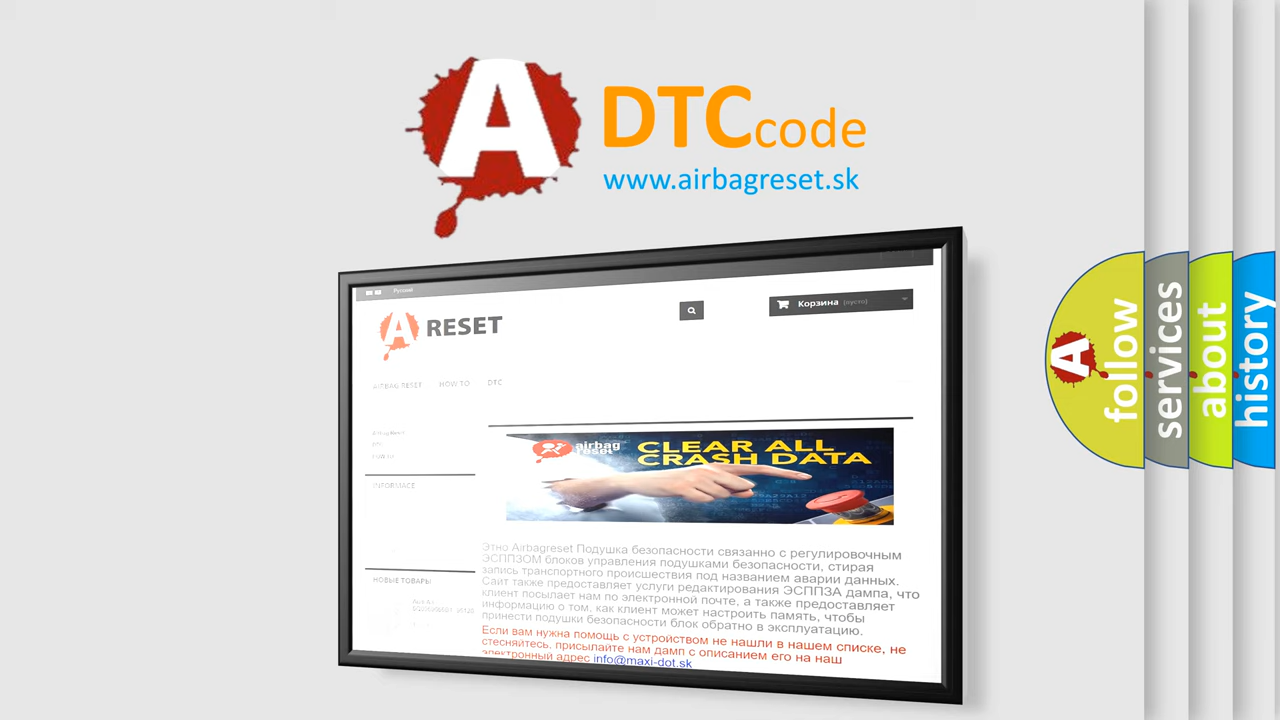 A DTCcode
www.airbagreset.sk
Русский
A RESET
Корзина (пусто)
AIRBAG RESET HOW TO DTC
Airbag Reset
DTC
INFORMACE
airbag
reset
CLEAR ALL
CRASH DATA
Этно Airbagreset Подушка безопасности связанно с регулировочным
ЭСППЗОМ блоков управления подушками безопасности, стирая
запись транспортного происшествия под названием аварии данных.
Сайт также предоставляет услуги редактирования ЭСППЗА дампа, что
клиент посылает нам по электронной почте, а также предоставляет
информацию о том, как клиент может настроить память, чтобы
принести подушки безопасности блок обратно в эксплуатацию.
Если вам нужна помощь с устройством не нашли в нашем списке, не
стесняйтесь, присылайте нам дамп с описанием его на наш
электронный адрес info@maxi-dot.sk
НОВЫЕ ТОВАРЫ
A
follow
services
about
history